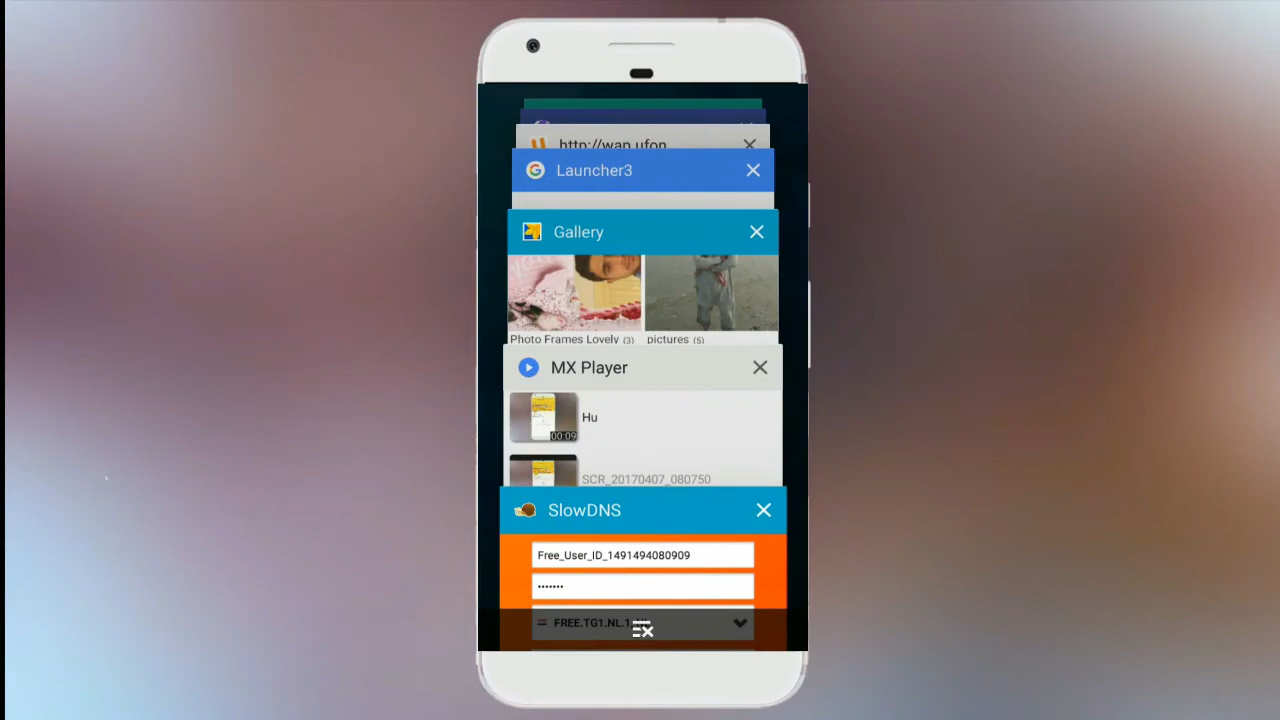 http://wap.ufon
Launcher3
Gallery
Photo Frames Lovely (3) pictures (5)
MX Player
Hu
00:09
SCR_20170407_080750
SlowDNS
Free_User_ID_1491494080909
•••••••
FREE.TG1.NL.1